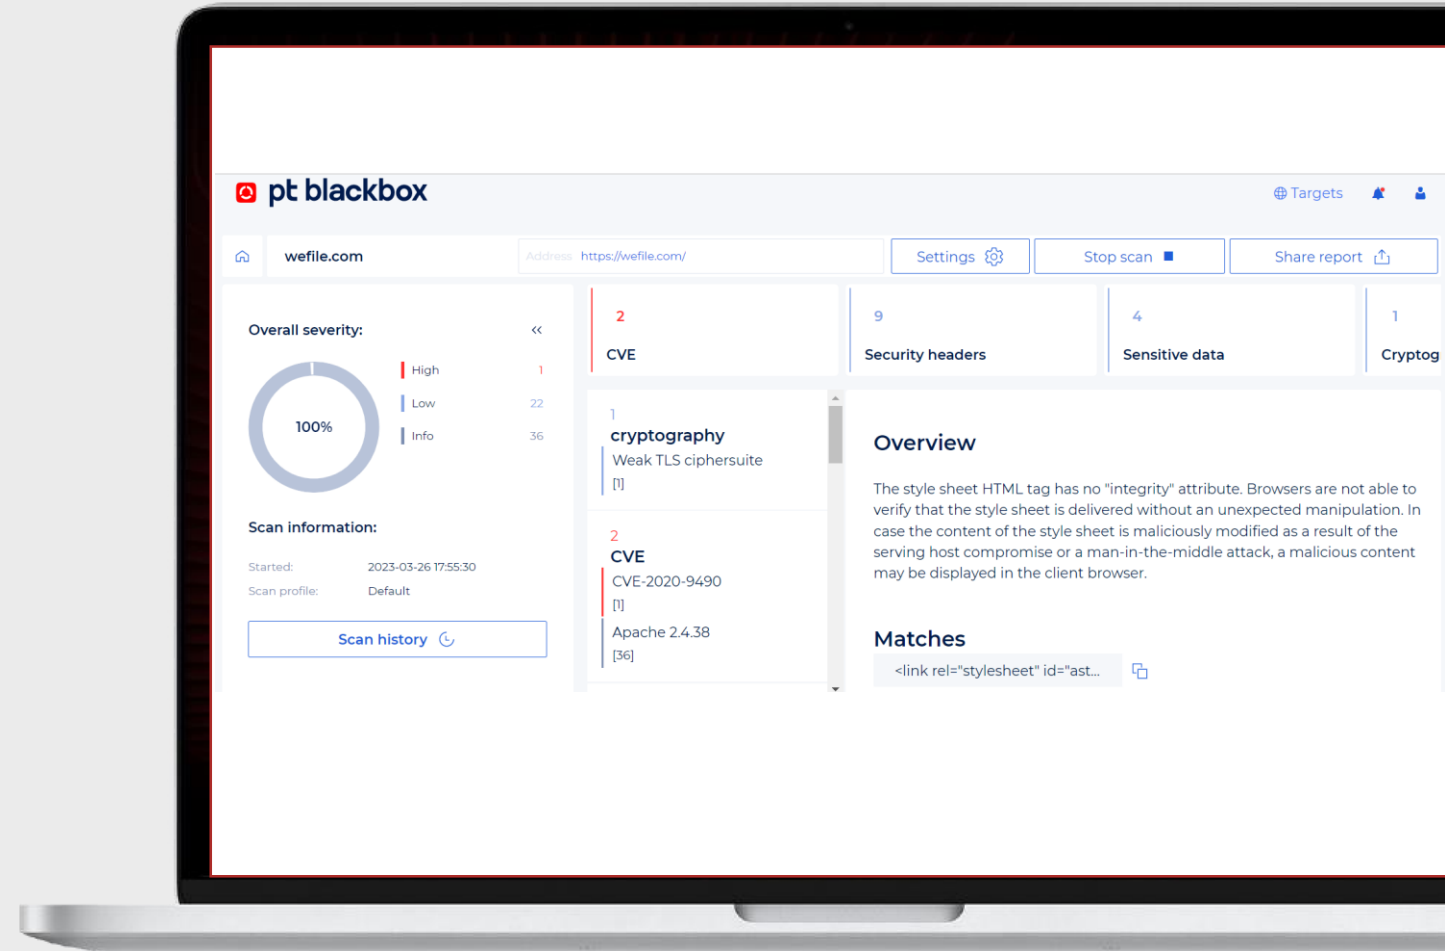 pt blackbox
Targets
wefile.com
Address https://wefile.com/
Settings
Stop scan
Share report
Overall severity:
100%
High 1
Low 22
Info 36
Scan information:
Started: 2023-03-26 17:55:30
Scan profile: Default
Scan history
2
CVE
9
Security headers
4
Sensitive data
1
Cryptog
1
cryptography
Weak TLS ciphersuite
[1]
2
CVE
CVE-2020-9490
[1]
Apache 2.4.38
[36]
Overview
The style sheet HTML tag has no "integrity" attribute. Browsers are not able to
verify that the style sheet is delivered without an unexpected manipulation. In
case the content of the style sheet is maliciously modified as a result of the
serving host compromise or a man-in-the-middle attack, a malicious content
may be displayed in the client browser.
Matches
<link rel="stylesheet" id="ast...